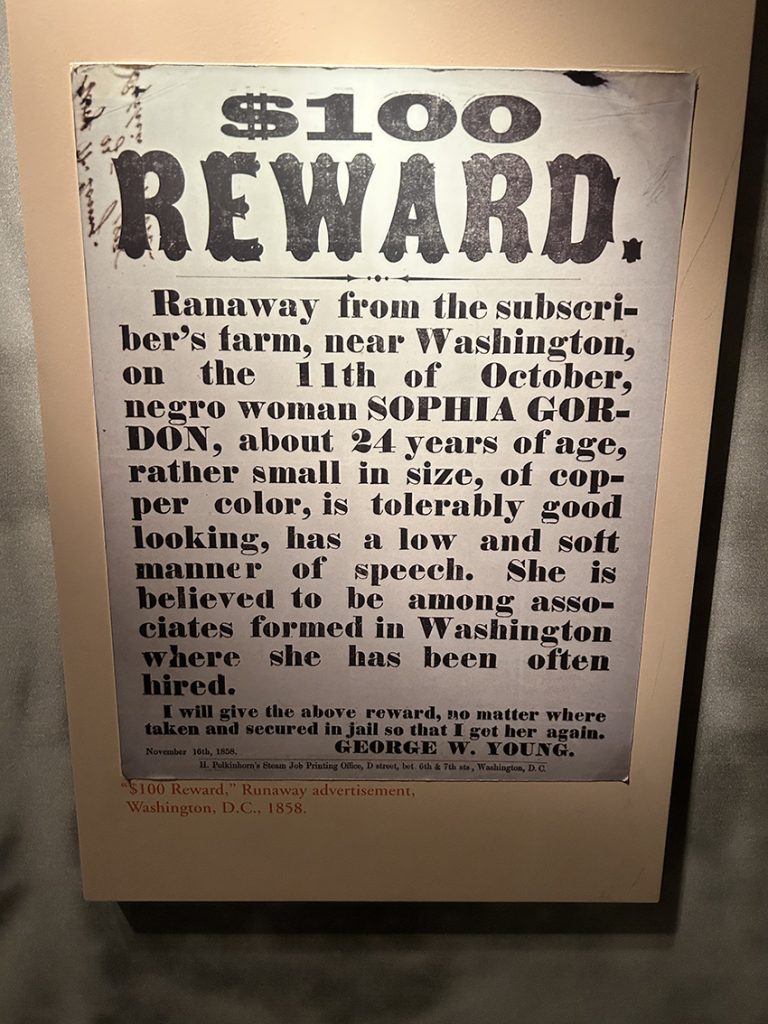 $100
REWARD.
Ranaway from the subscri-
ber's farm, near Washington,
on the 11th of October,
negro woman SOPHIA GOR-
DON, about 24 years of age,
rather small in size, of cop-
per color, is tolerably good
looking, has a low and soft
manner of speech. She is
believed to be among asso-
ciates formed in Washington
where she has been often
hired.
I will give the above reward, no matter where
taken and secured in jail so that I get her again.
November 16th, 1858. GEORGE W. YOUNG.
H. Polkinhorn's Steam Job Printing Office, D street, bet. 6th & 7th sts., Washington, D. C.
"$100 Reward," Runaway advertisement,
Washington, D.C., 1858.